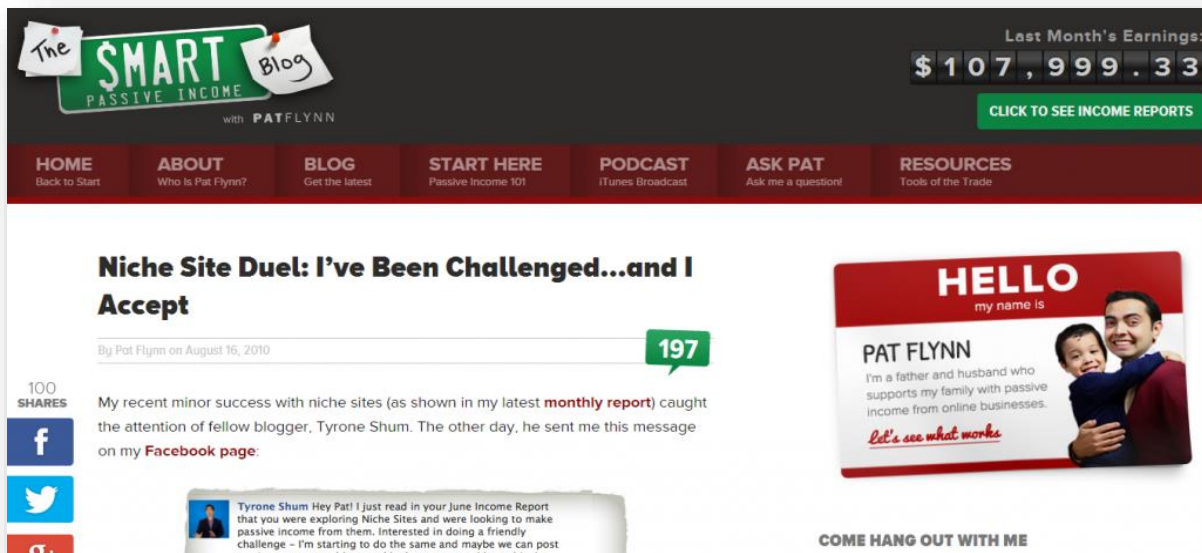 The
$MART
Blog
PASSIVE INCOME
with PATFLYNN
Last Month's Earnings:
$107,999.33
CLICK TO SEE INCOME REPORTS
HOME
Back to Start
ABOUT
Who Is Pat Flynn?
BLOG
Get the latest
START HERE
Passive Income 101
PODCAST
iTunes Broadcast
ASK PAT
Ask me a question!
RESOURCES
Tools of the Trade
Niche Site Duel: I've Been Challenged...and I
Accept
By Pat Flynn on August 16, 2010
197
100
SHARES
My recent minor success with niche sites (as shown in my latest monthly report) caught
the attention of fellow blogger, Tyrone Shum. The other day, he sent me this message
on my Facebook page:
Tyrone Shum Hey Pat! I just read in your June Income Report
that you were exploring Niche Sites and were looking to make
passive income from them. Interested in doing a friendly
challenge – I'm starting to do the same and maybe we can post
HELLO
my name is
PAT FLYNN
I'm a father and husband who
supports my family with passive
income from online businesses.
let's see what works
COME HANG OUT WITH ME